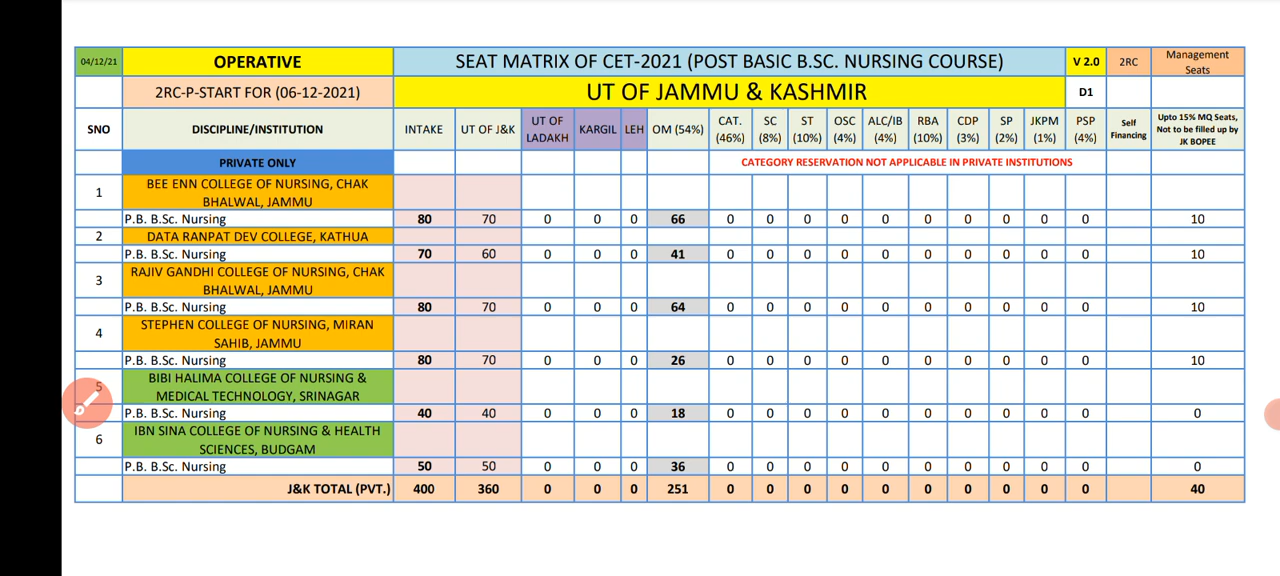 04/12/21 OPERATIVE SEAT MATRIX OF CET-2021 (POST BASIC B.SC. NURSING COURSE) V 2.0 2RC Management Seats
2RC-P-START FOR (06-12-2021) UT OF JAMMU & KASHMIR D1
SNO DISCIPLINE/INSTITUTION INTAKE UT OF J&K UT OF LADAKH KARGIL LEH OM (54%) CAT. (46%) SC (8%) ST (10%) OSC (4%) ALC/IB (4%) RBA (10%) CDP (3%) SP (2%) JKPM (1%) PSP (4%) Self Financing Upto 15% MQ Seats, Not to be filled up by JK BOPEE
PRIVATE ONLY CATEGORY RESERVATION NOT APPLICABLE IN PRIVATE INSTITUTIONS
1 BEE ENN COLLEGE OF NURSING, CHAK BHALWAL, JAMMU
P.B. B.Sc. Nursing 80 70 0 0 0 66 0 0 0 0 0 0 0 0 0 0 10
2 DATA RANPAT DEV COLLEGE, KATHUA
P.B. B.Sc. Nursing 70 60 0 0 0 41 0 0 0 0 0 0 0 0 0 0 10
3 RAJIV GANDHI COLLEGE OF NURSING, CHAK BHALWAL, JAMMU
P.B. B.Sc. Nursing 80 70 0 0 0 64 0 0 0 0 0 0 0 0 0 0 10
4 STEPHEN COLLEGE OF NURSING, MIRAN SAHIB, JAMMU
P.B. B.Sc. Nursing 80 70 0 0 0 26 0 0 0 0 0 0 0 0 0 0 10
5 BIBI HALIMA COLLEGE OF NURSING & MEDICAL TECHNOLOGY, SRINAGAR
P.B. B.Sc. Nursing 40 40 0 0 0 18 0 0 0 0 0 0 0 0 0 0 0
6 IBN SINA COLLEGE OF NURSING & HEALTH SCIENCES, BUDGAM
P.B. B.Sc. Nursing 50 50 0 0 0 36 0 0 0 0 0 0 0 0 0 0 0
J&K TOTAL (PVT.) 400 360 0 0 0 251 0 0 0 0 0 0 0 0 0 0 40